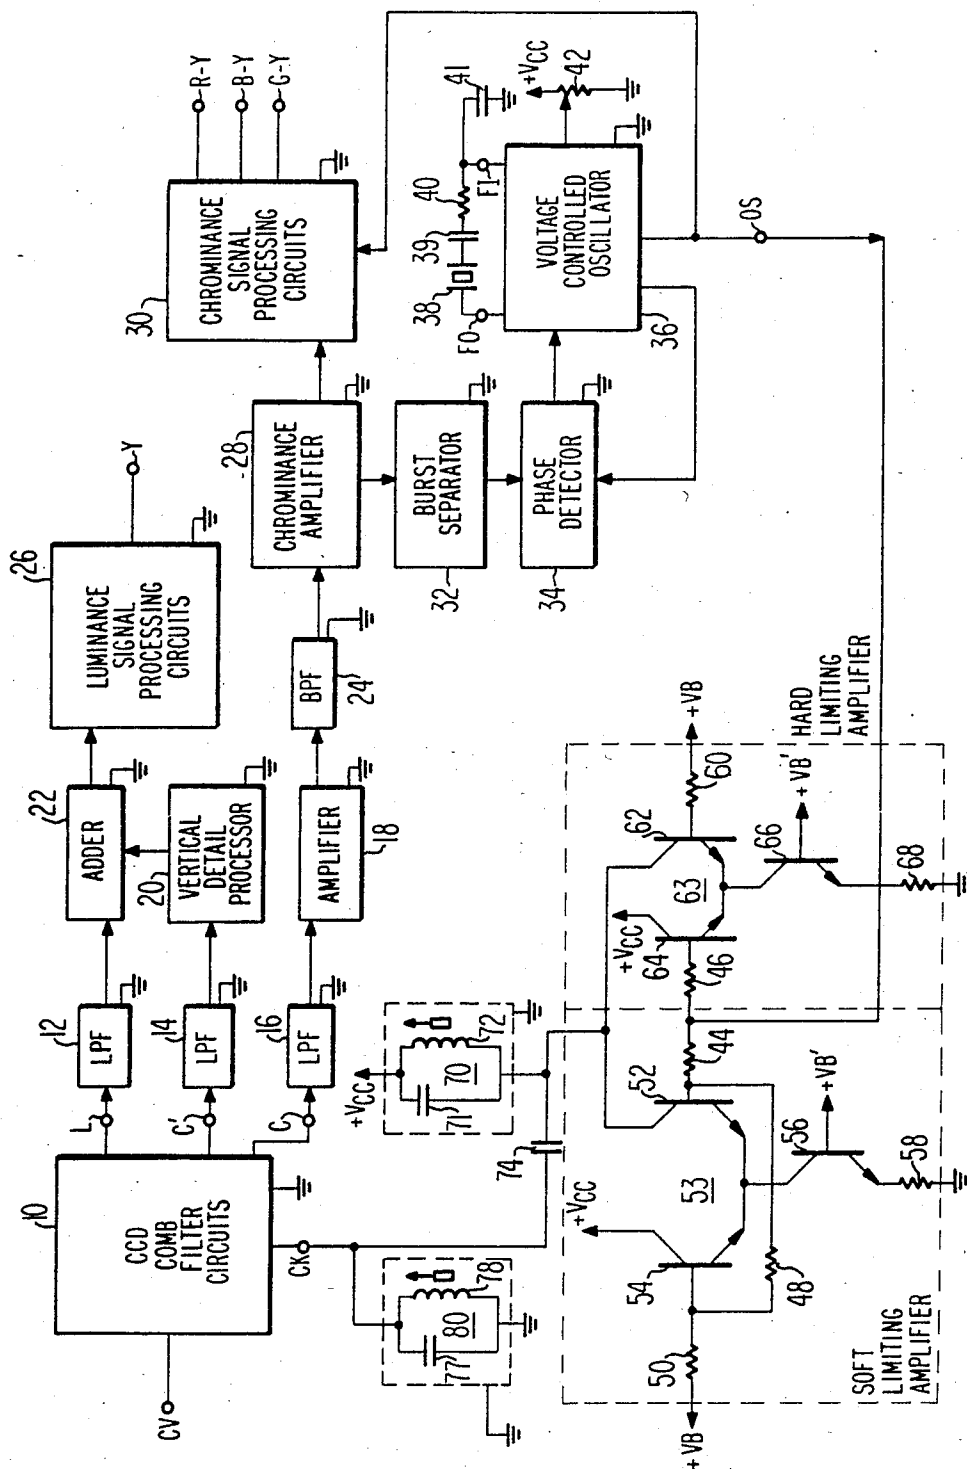 CV
10
CCD
COMB
FILTER
CIRCUITS
CK
L
C'
C
12
LPF
14
LPF
16
LPF
22
ADDER
20
VERTICAL
DETAIL
PROCESSOR
AMPLIFIER
18
26
LUMINANCE
SIGNAL
PROCESSING
CIRCUITS
Y
BPF
24
28
CHROMINANCE
AMPLIFIER
30
CHROMINANCE
SIGNAL
PROCESSING
CIRCUITS
R-Y
B-Y
G-Y
BURST
SEPARATOR
32
PHASE
DETECTOR
34
38
39
40
41
FO
FI
VOLTAGE
CONTROLLED
OSCILLATOR
36
+VCC
42
OS
77
80
78
74
+VCC
71
70
72
+VB
50
54
+VCC
53
52
48
44
56
+VB'
58
SOFT
LIMITING
AMPLIFIER
46
64
+VCC
63
62
60
+VB
66
+VB'
68
HARD
LIMITING
AMPLIFIER